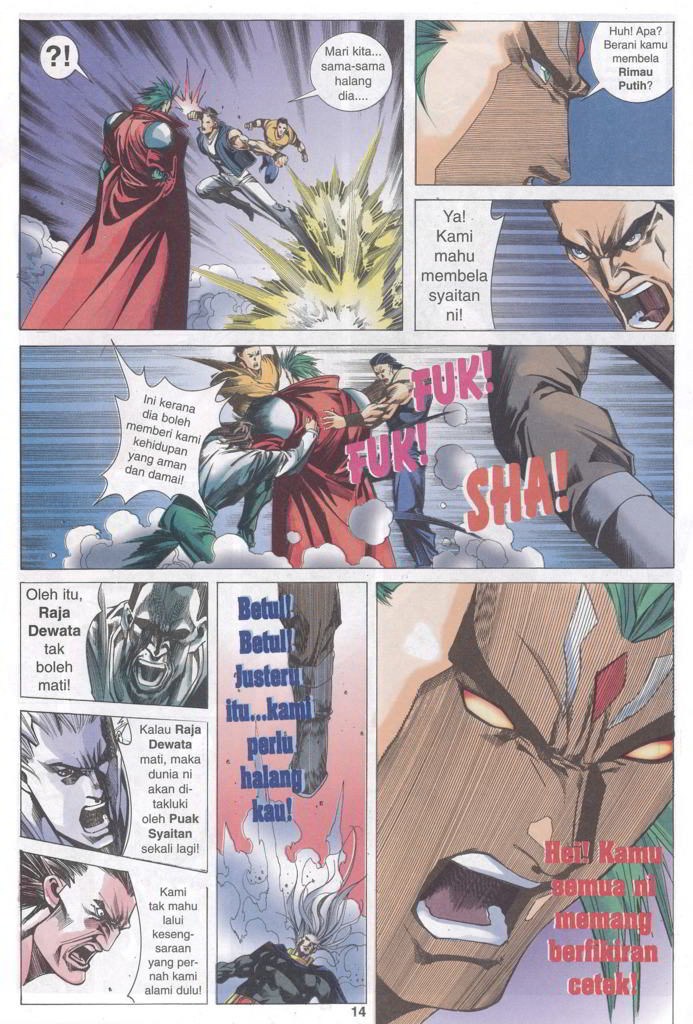 ?!
Mari kita...
sama-sama
halang
dia....
Huh! Apa?
Berani kamu
membela
Rimau
Putih?
Ya!
Kami
mahu
membela
syaitan
ni!
Ini kerana
dia boleh
memberi kami
kehidupan
yang aman
dan damai!
FUK!
FUK!
SHA!
Oleh itu,
Raja
Dewata
tak
boleh
mati!
Kalau Raja
Dewata
mati, maka
dunia ni
akan di-
takluki
oleh Puak
Syaitan
sekali lagi!
Kami
tak mahu
lalui
keseng-
saraan
yang per-
nah kami
alami dulu!
Betul!
Betul!
Justeru
itu...kami
perlu
halang
kau!
Hei! Kamu
semua ni
memang
berfikiran
cetek!
14